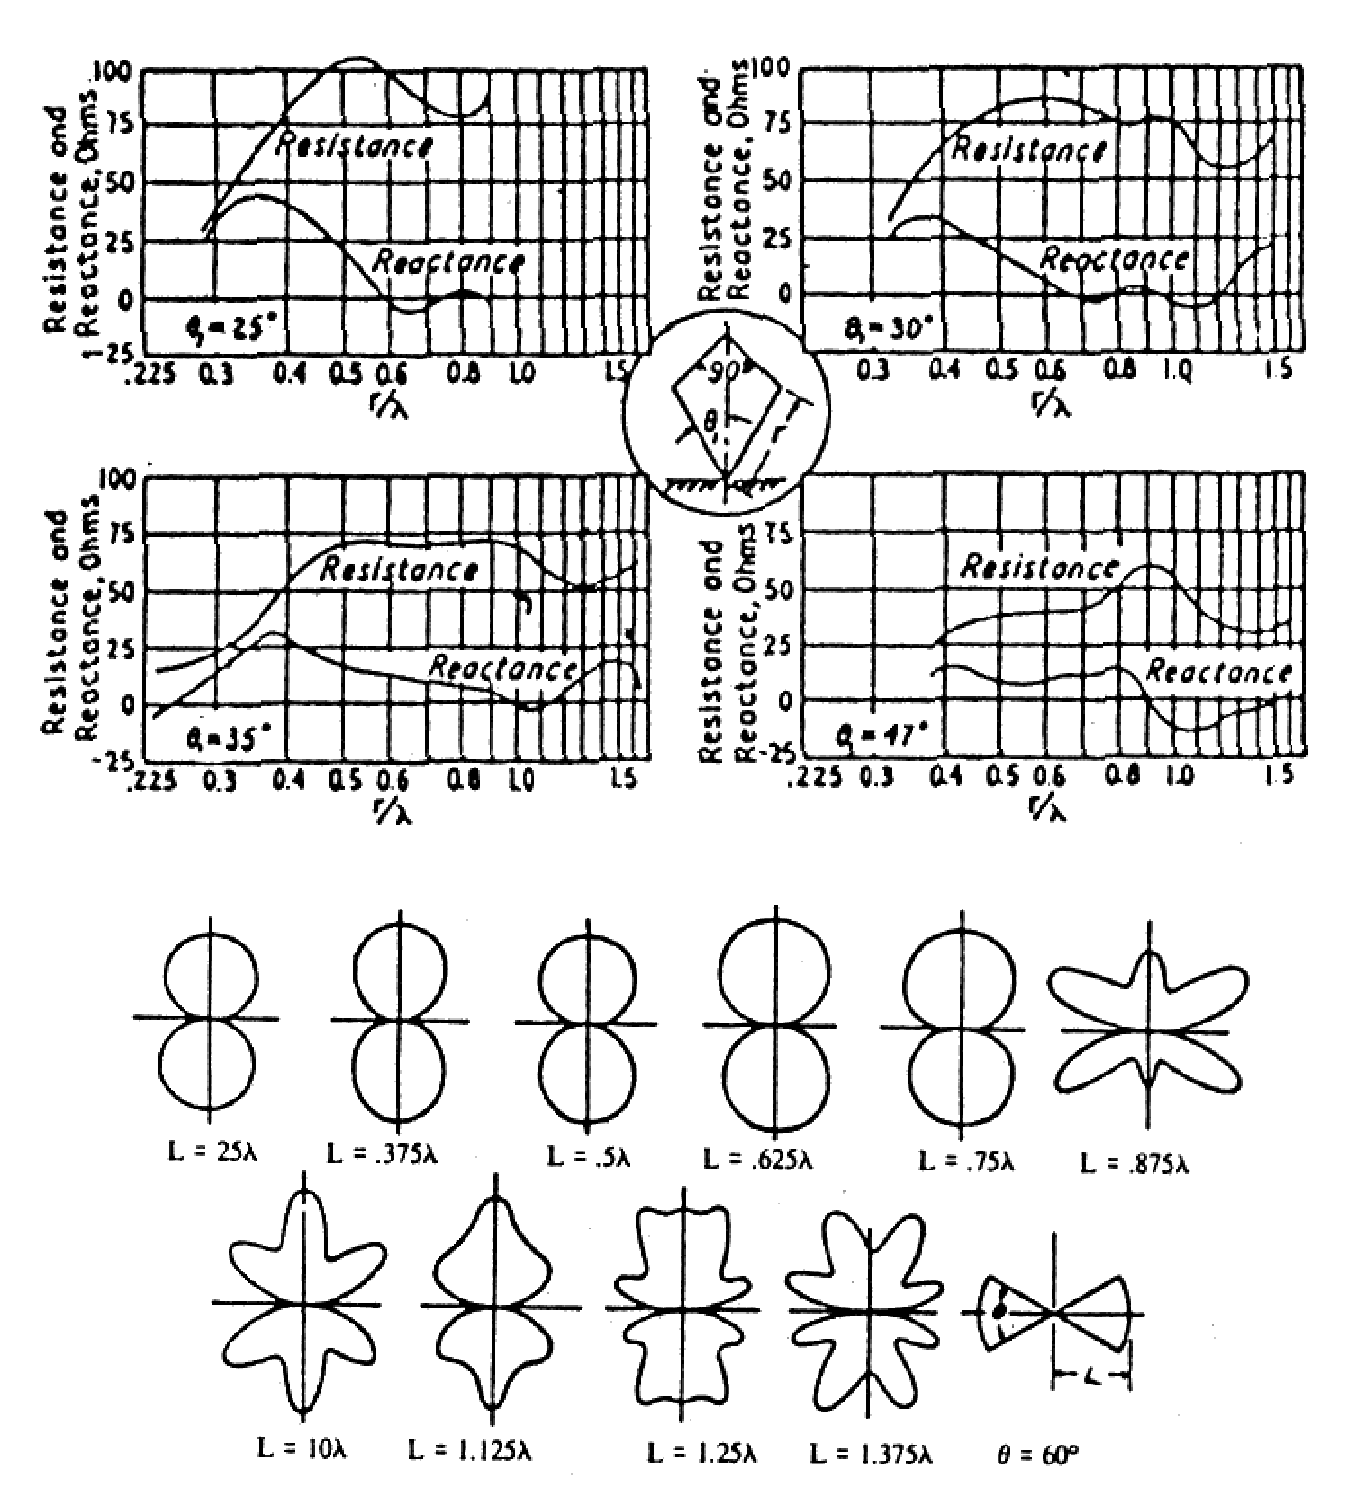 Resistance and
Reactance, Ohms
100
75
50
25
0
25
Resistance
Reactance
θ₁ = 25°
.225 0.3 0.4 0.5 0.6 0.8 1.0 1.5
r/λ
Resistance and
Reactance, Ohms
100
75
50
25
0
Resistance
Reactance
θ₁ = 30°
0.3 0.4 0.5 0.6 0.8 1.0 1.5
r/λ
90°
θ₁
r
Resistance and
Reactance, Ohms
100
75
50
25
0
-25
Resistance
Reactance
θ₁ = 35°
.225 0.3 0.4 0.5 0.6 0.8 1.0 1.5
r/λ
Resistance and
Reactance, Ohms
75
50
25
0
-25
Resistance
Reactance
θ₁ = 47°
.225 0.3 0.4 0.5 0.6 0.8 1.0 1.5
r/λ
L = 25λ
L = .375λ
L = .5λ
L = .625λ
L = .75λ
L = .875λ
L
L = 10λ
L = 1.125λ
L = 1.25λ
L = 1.375λ
θ = 60°